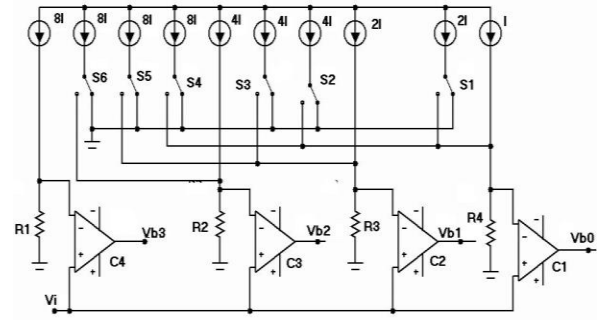 8I 8I 8I 8I 4I 4I 4I 2I 2I I
S6 S5 S4 S3 S2 S1
R1 Vb3 R2 Vb2 R3 Vb1 R4 Vb0
C4 C3 C2 C1
Vi